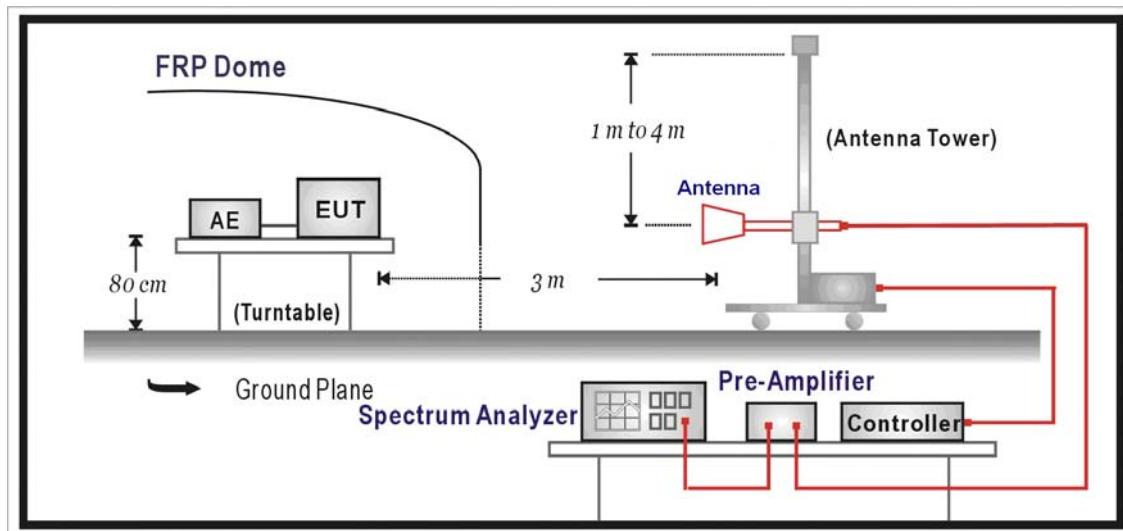 FRP Dome
1 m to 4 m
(Antenna Tower)
Antenna
AE
EUT
80 cm
3 m
(Turntable)
Ground Plane
Pre-Amplifier
Spectrum Analyzer
Controller